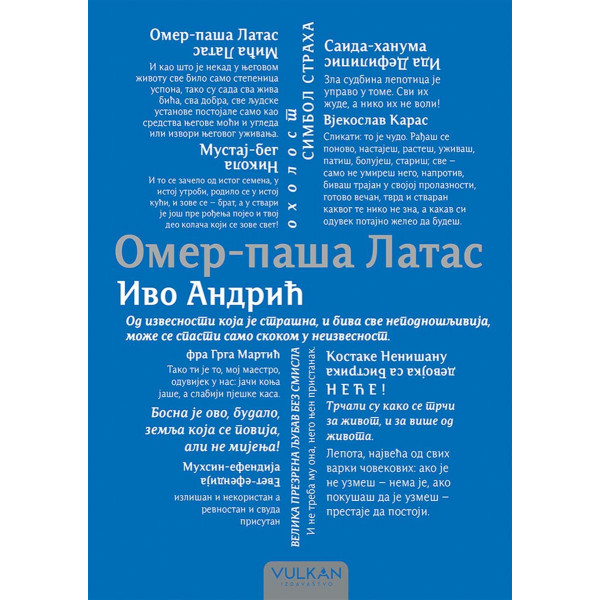 Омер-паша Латас
Мића Латас
И као што је некад у његовом
животу све било само степеница
успона, тако су сада сва жива
бића, сва добра, све људске
установе постојале само као
средства његове моћи и угледа
или извори његовог уживања.
Мустај-бег
Никола
И то се зачело од истог семена, у
истој утроби, родило се у истој
кући, и зове се – брат, а у ствари
је још пре рођења појео и твој
део колача који се зове свет!
охолост
СИМБОЛ СТРАХА
Саида-ханума
Ида Дефилипис
Зла судбина лепотица је
управо у томе. Сви их
жуде, а нико их не воли!
Вјекослав Карас
Сликати: то је чудо. Рађаш се
поново, настајеш, растеш, уживаш,
патиш, болујеш, стариш; све –
само не умиреш него, напротив,
биваш трајан у својој пролазности,
готово вечан, тврд и стваран
какавог те нико не зна, а какав си
одувек потајно желео да будеш.
Омер-паша Латас
Иво Андрић
Од извесности која је страшна, и бива све неподношљивија,
може се спасти само скоком у неизвесност.
фра Грга Мартић
Тако ти је то, мој маестро,
одувијек у нас: јачи коња
јаше, а слабији пјешке каса.
Босна је ово, будало,
земља која се повија,
али не мијења!
Мухсин-ефендија
Евет-ефендија
излишан и некористан а
ревностан и свуда
присутан
ВЕЛИКА ПРЕЗРЕНА ЉУБАВ БЕЗ СМИСЛА
И не треба му она, него њен пристанак.
Костаке Ненишану
девојка са Бистрика
НЕЋЕ!
Трчали су како се трчи
за живот, и за више од
живота.
Лепота, највећа од свих
варки човекових: ако је
не узмеш – нема је, ако
покушаш да је узмеш –
престаје да постоји.
VULKAN
IZDAVAŠTVO